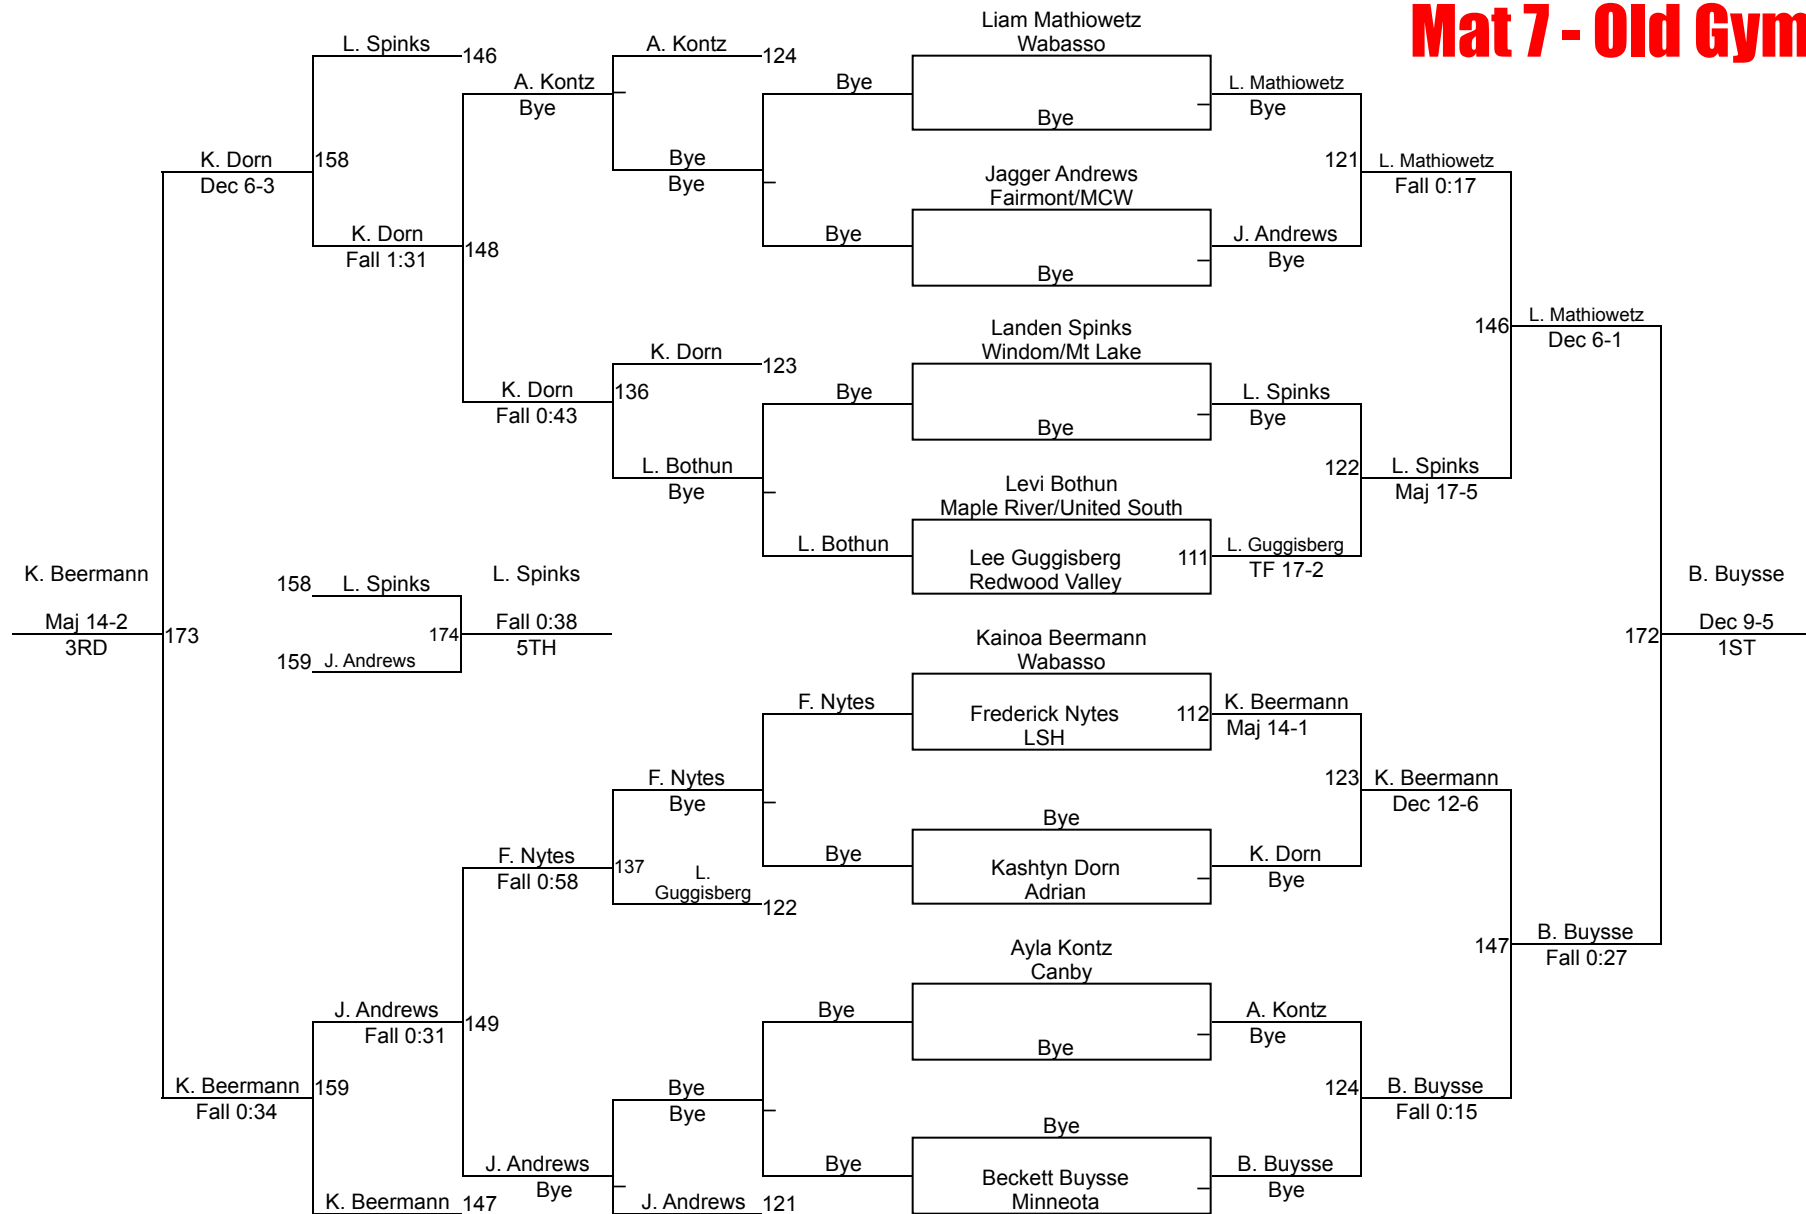 Mat 7 - Old Gym
Liam Mathiowetz
Wabasso
L. Spinks
146
A. Kontz
124
A. Kontz
Bye
Bye
Bye
L. Mathiowetz
Bye
K. Dorn
Dec 6-3
158
Bye
Bye
121
L. Mathiowetz
Fall 0:17
Jagger Andrews
Fairmont/MCW
K. Dorn
Fall 1:31
148
Bye
Bye
J. Andrews
Bye
Landen Spinks
Windom/Mt Lake
146
L. Mathiowetz
Dec 6-1
K. Dorn
123
K. Dorn
Fall 0:43
136
Bye
Bye
L. Spinks
Bye
L. Bothun
Bye
122
L. Spinks
Maj 17-5
Levi Bothun
Maple River/United South
L. Bothun
Lee Guggisberg
Redwood Valley
111
L. Guggisberg
TF 17-2
K. Beermann
Maj 14-2
3RD
173
158
L. Spinks
159
J. Andrews
174
L. Spinks
Fall 0:38
5TH
B. Buysse
Dec 9-5
1ST
172
Kainoa Beermann
Wabasso
F. Nytes
Frederick Nytes
LSH
112
K. Beermann
Maj 14-1
F. Nytes
Bye
123
K. Beermann
Dec 12-6
Bye
F. Nytes
Fall 0:58
137
L.
Guggisberg
122
Bye
Kashtyn Dorn
Adrian
K. Dorn
Bye
147
B. Buysse
Fall 0:27
Ayla Kontz
Canby
J. Andrews
Fall 0:31
149
Bye
Bye
A. Kontz
Bye
K. Beermann
Fall 0:34
159
Bye
Bye
124
B. Buysse
Fall 0:15
Bye
J. Andrews
Bye
Bye
Beckett Buysse
Minneota
B. Buysse
Bye
K. Beermann
147
J. Andrews
121